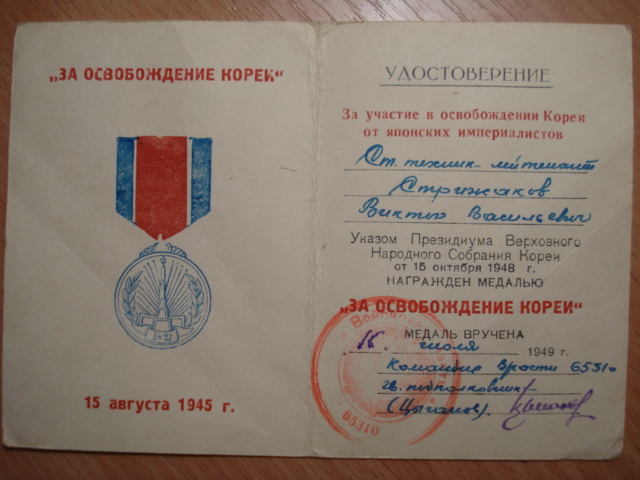 „ЗА ОСВОБОЖДЕНИЕ КОРЕИ“
15 августа 1945 г.
УДОСТОВЕРЕНИЕ
За участие в освобождении Кореи
от японских империалистов
Ст. техник-лейтенант
Стрижаков
Виктор Васильевич
Указом Президиума Верховного
Народного Собрания Кореи
от 15 октября 1948 г.
НАГРАЖДЕН МЕДАЛЬЮ
„ЗА ОСВОБОЖДЕНИЕ КОРЕИ“
МЕДАЛЬ ВРУЧЕНА
15. июля 1949 г.
Командир в/части 65310
гв. подполковник
(Цыганов).
65310